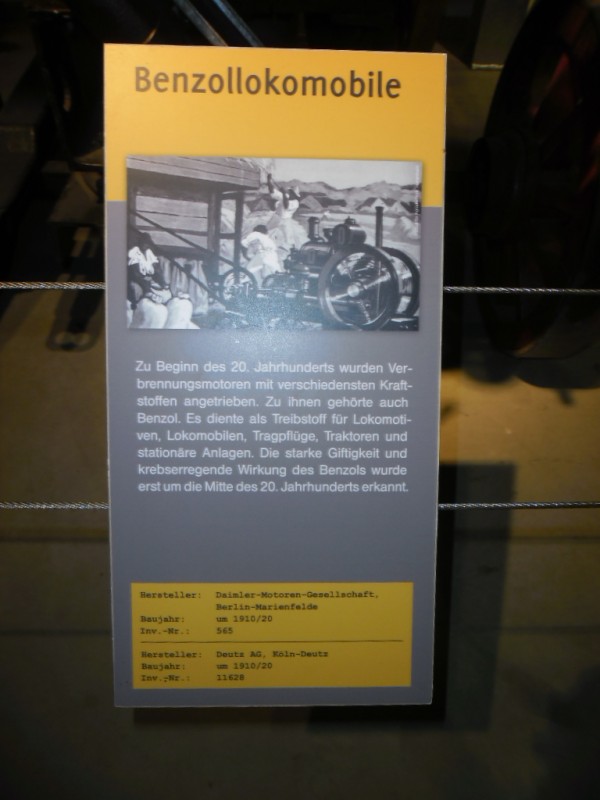 Benzollokomobile
Zu Beginn des 20. Jahrhunderts wurden Ver-
brennungsmotoren mit verschiedensten Kraft-
stoffen angetrieben. Zu ihnen gehörte auch
Benzol. Es diente als Treibstoff für Lokomoti-
ven, Lokomobilen, Tragpflüge, Traktoren und
stationäre Anlagen. Die starke Giftigkeit und
krebserregende Wirkung des Benzols wurde
erst um die Mitte des 20. Jahrhunderts erkannt.
Hersteller: Daimler-Motoren-Gesellschaft,
Berlin-Marienfelde
Baujahr: um 1910/20
Inv.-Nr.: 565
Hersteller: Deutz AG, Köln-Deutz
Baujahr: um 1910/20
Inv.-Nr.: 11628